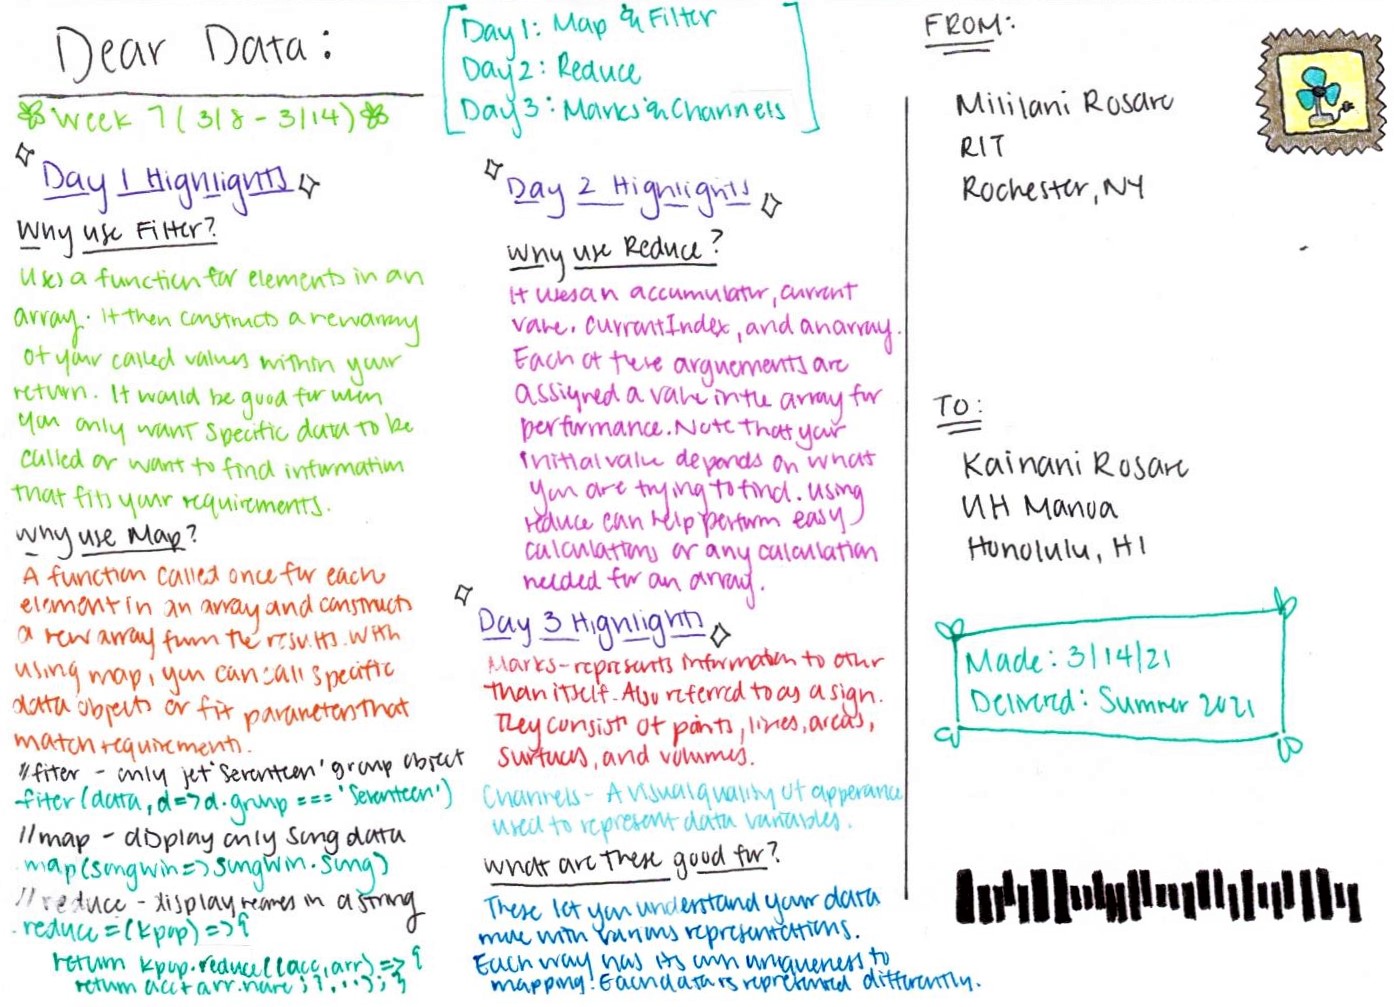 Dear Data:
Week 7 (3/8 - 3/14)
Day 1 Highlights
Why use Filter?
Uses a function for elements in an
array. It then constructs a new array
of your called values within your
return. It would be good for when
you only want specific data to be
called or want to find information
that fits your requirements.
Why use Map?
A function called once for each
element in an array and constructs
a new array from the results. With
using map, you can call specific
data objects or fit parameters that
match requirements.
//filter - only get 'Seventeen' group object
filter(data, d=>d.group === 'Seventeen')
//map - display only song data
map(songWin=>songWin.song)
//reduce - display names in a string
reduce = (kpop) => {
return kpop.reduce((acc, arr) => {
return acc + arr.name;
Day 1: Map & Filter
Day 2: Reduce
Day 3: Marks & Channels
Day 2 Highlights
Why use Reduce?
It uses an accumulator, current
value, currentIndex, and an array.
Each of these arguements are
assigned a value in the array for
performance. Note that your
initial value depends on what
you are trying to find. Using
reduce can help perform easy
calculations or any calculation
needed for an array.
Day 3 Highlights
Marks - represents information to other
than itself. Also referred to as a sign.
They consist of points, lines, areas,
surfaces, and volumes.
Channels - A visual quality of apperance
used to represent data variables.
What are these good for?
These let you understand your data
more with various representations.
Each way has its own uniqueness to
mapping. Each data is represented differently.
FROM:
Mililani Rosare
RIT
Rochester, NY
TO:
Kainani Rosare
UH Manoa
Honolulu, HI
Made: 3/14/21
Delivered: Summer 2021